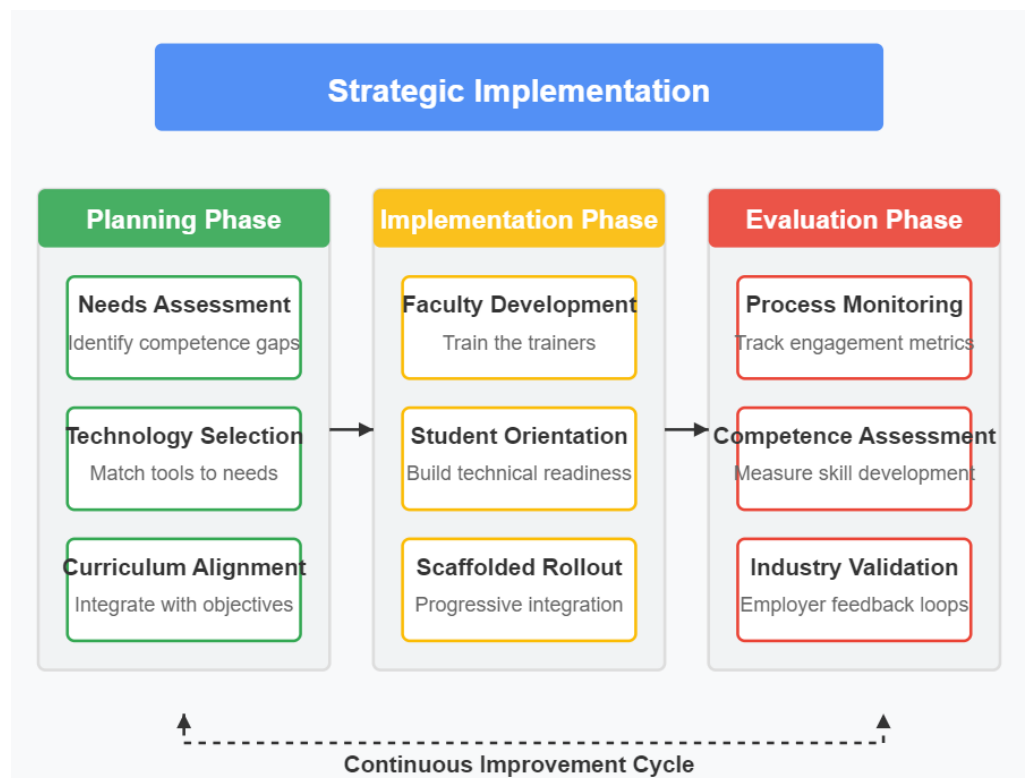 Strategic Implementation
Planning Phase
Needs Assessment
Identify competence gaps
Technology Selection
Match tools to needs
Curriculum Alignment
Integrate with objectives
Implementation Phase
Faculty Development
Train the trainers
Student Orientation
Build technical readiness
Scaffolded Rollout
Progressive integration
Evaluation Phase
Process Monitoring
Track engagement metrics
Competence Assessment
Measure skill development
Industry Validation
Employer feedback loops
Continuous Improvement Cycle